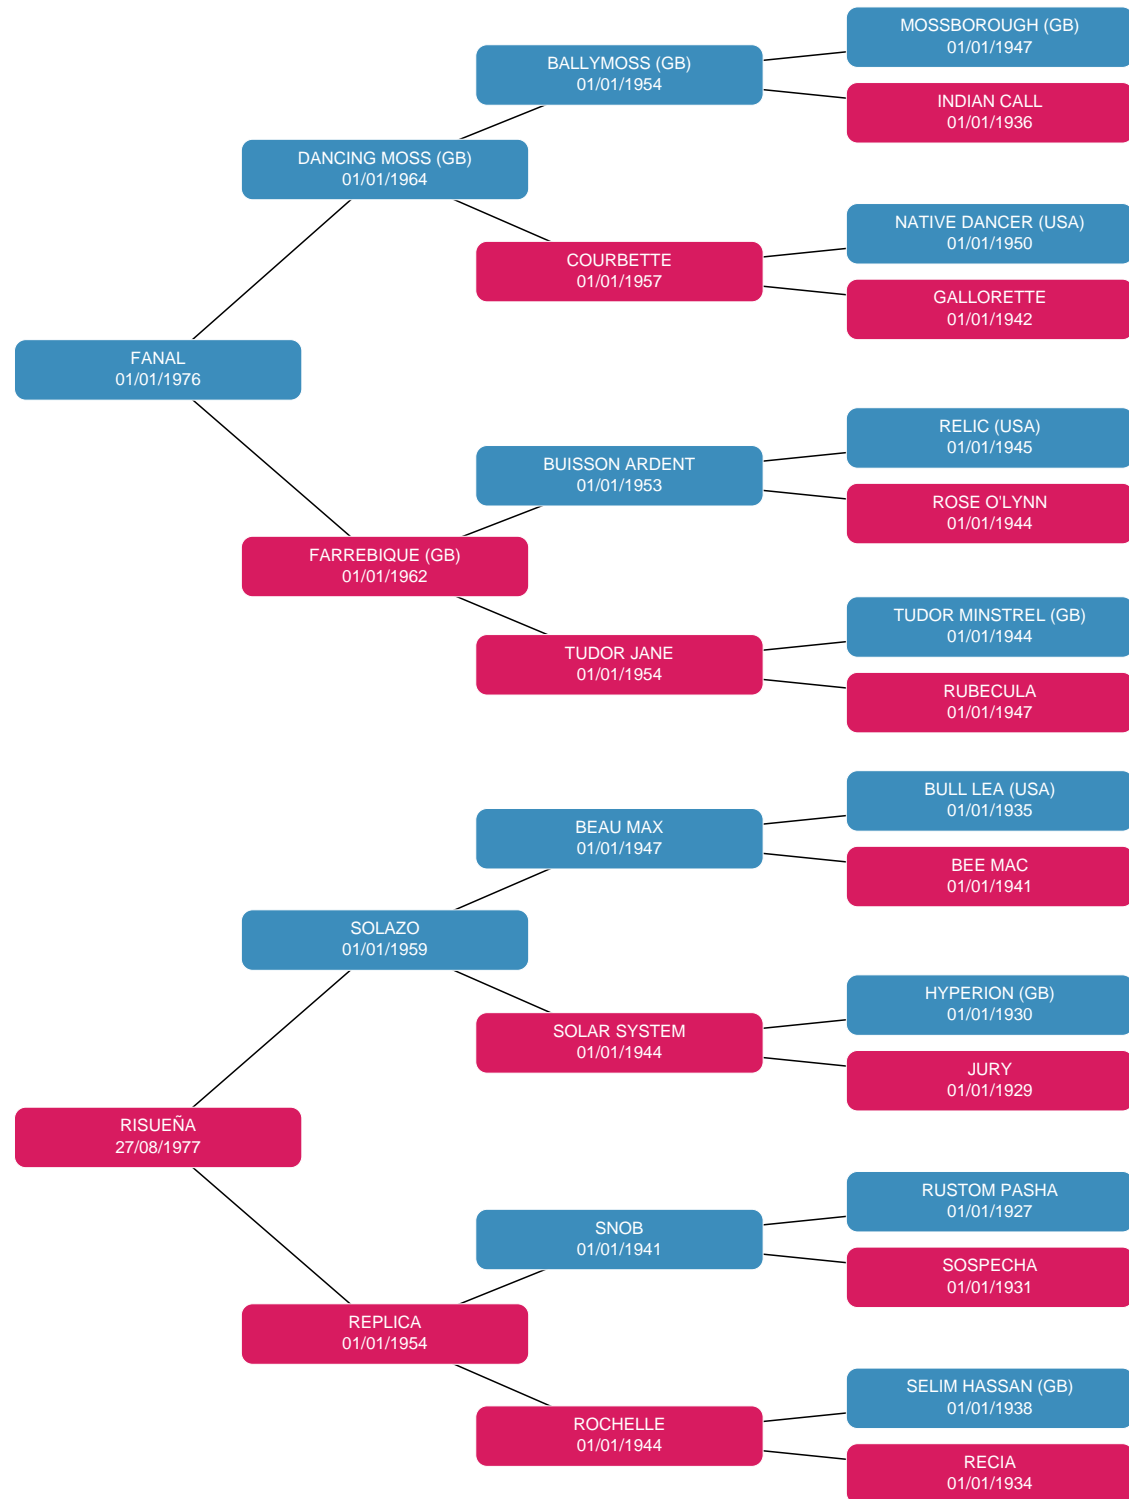 MOSSBOROUGH (GB)
01/01/1947
BALLYMOSS (GB)
01/01/1954
INDIAN CALL
01/01/1936
DANCING MOSS (GB)
01/01/1964
NATIVE DANCER (USA)
01/01/1950
COURBETTE
01/01/1957
GALLORETTE
01/01/1942
FANAL
01/01/1976
RELIC (USA)
01/01/1945
BUISSON ARDENT
01/01/1953
ROSE O'LYNN
01/01/1944
FARREBIQUE (GB)
01/01/1962
TUDOR MINSTREL (GB)
01/01/1944
TUDOR JANE
01/01/1954
RUBECULA
01/01/1947
BULL LEA (USA)
01/01/1935
BEAU MAX
01/01/1947
BEE MAC
01/01/1941
SOLAZO
01/01/1959
HYPERION (GB)
01/01/1930
SOLAR SYSTEM
01/01/1944
JURY
01/01/1929
RISUEÑA
27/08/1977
RUSTOM PASHA
01/01/1927
SNOB
01/01/1941
SOSPECHA
01/01/1931
REPLICA
01/01/1954
SELIM HASSAN (GB)
01/01/1938
ROCHELLE
01/01/1944
RECIA
01/01/1934